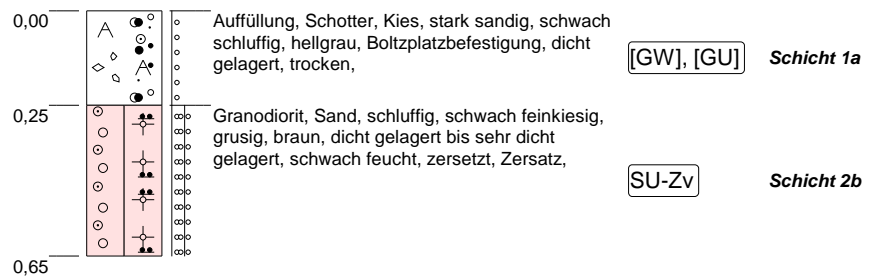 0,00
Auffüllung, Schotter, Kies, stark sandig, schwach
schluffig, hellgrau, Boltzplatzbefestigung, dicht
gelagert, trocken,
[GW], [GU]
Schicht 1a
A
A
0,25
Granodiorit, Sand, schluffig, schwach feinkiesig,
grusig, braun, dicht gelagert bis sehr dicht
gelagert, schwach feucht, zersetzt, Zersatz,
SU-Zv
Schicht 2b
0,65